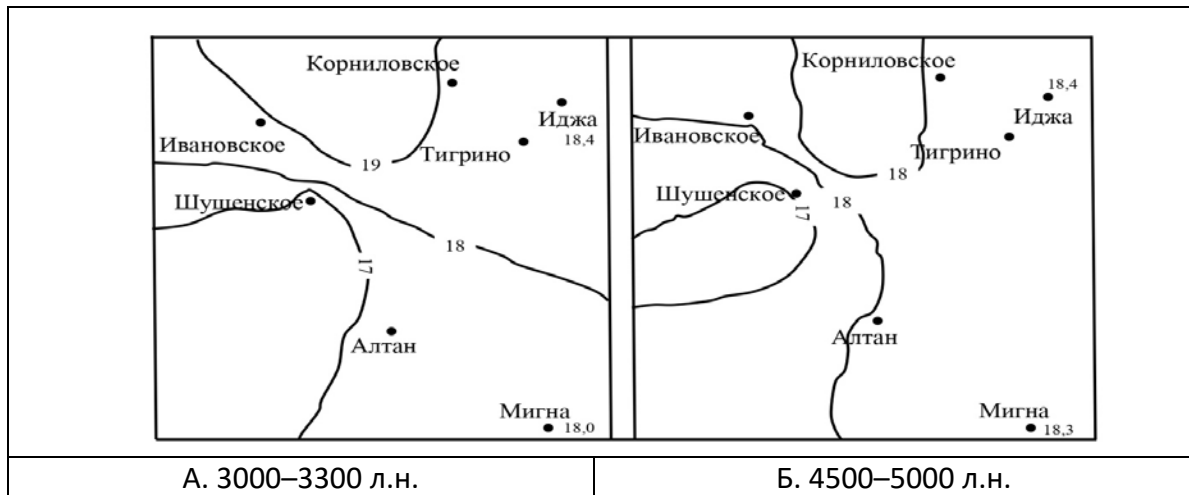 Корниловское
Иджа
18,4
Ивановское
19
Тигрино
Шушенское
18
17
Алтан
Мигна
18,0
Корниловское
18,4
Иджа
Ивановское
Тигрино
18
Шушенское
17
18
Алтан
Мигна
18,3
А. 3000–3300 л.н.
Б. 4500–5000 л.н.